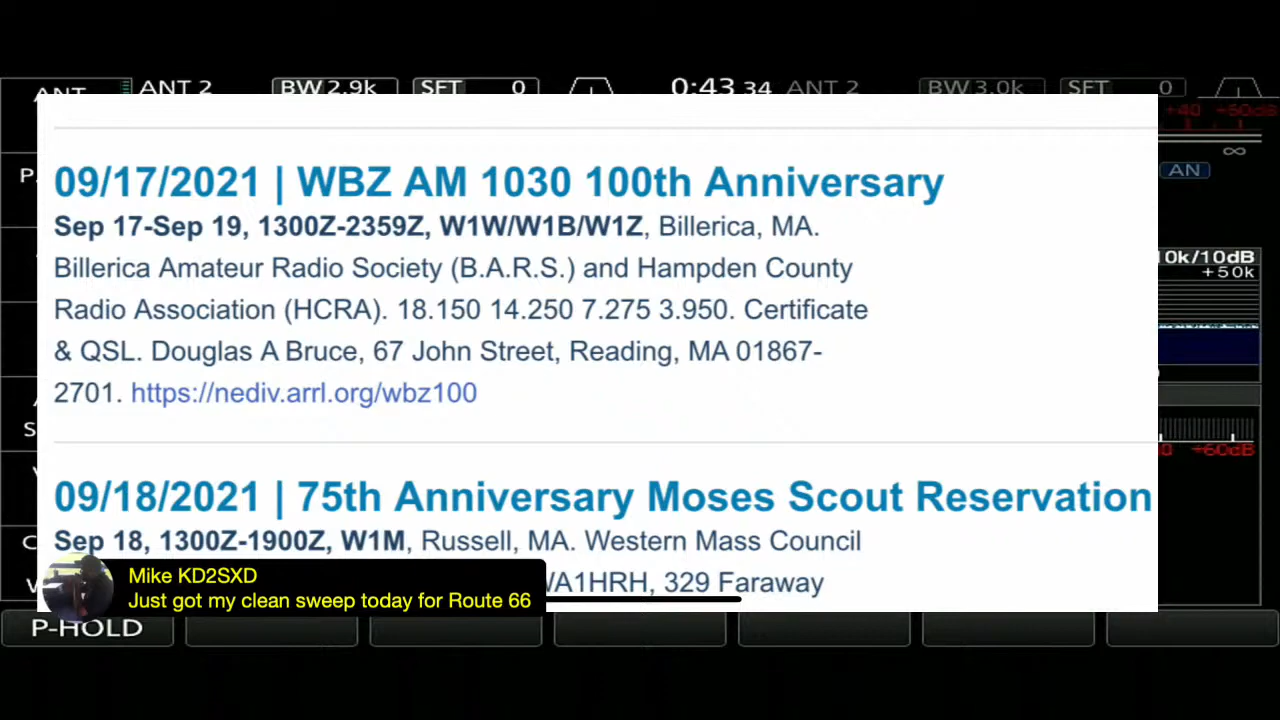 ANT 2
BW 2.9k
SFT 0
0:43 34
ANT 2
BW 3.0k
SFT 0
ANT
+40 +60dB
∞
AN
10k/10dB
+50k
+60dB
09/17/2021 | WBZ AM 1030 100th Anniversary
Sep 17-Sep 19, 1300Z-2359Z, W1W/W1B/W1Z, Billerica, MA.
Billerica Amateur Radio Society (B.A.R.S.) and Hampden County
Radio Association (HCRA). 18.150 14.250 7.275 3.950. Certificate
& QSL. Douglas A Bruce, 67 John Street, Reading, MA 01867-
2701. https://nediv.arrl.org/wbz100
09/18/2021 | 75th Anniversary Moses Scout Reservation
Sep 18, 1300Z-1900Z, W1M, Russell, MA. Western Mass Council
WA1HRH, 329 Faraway
Mike KD2SXD
Just got my clean sweep today for Route 66
P-HOLD